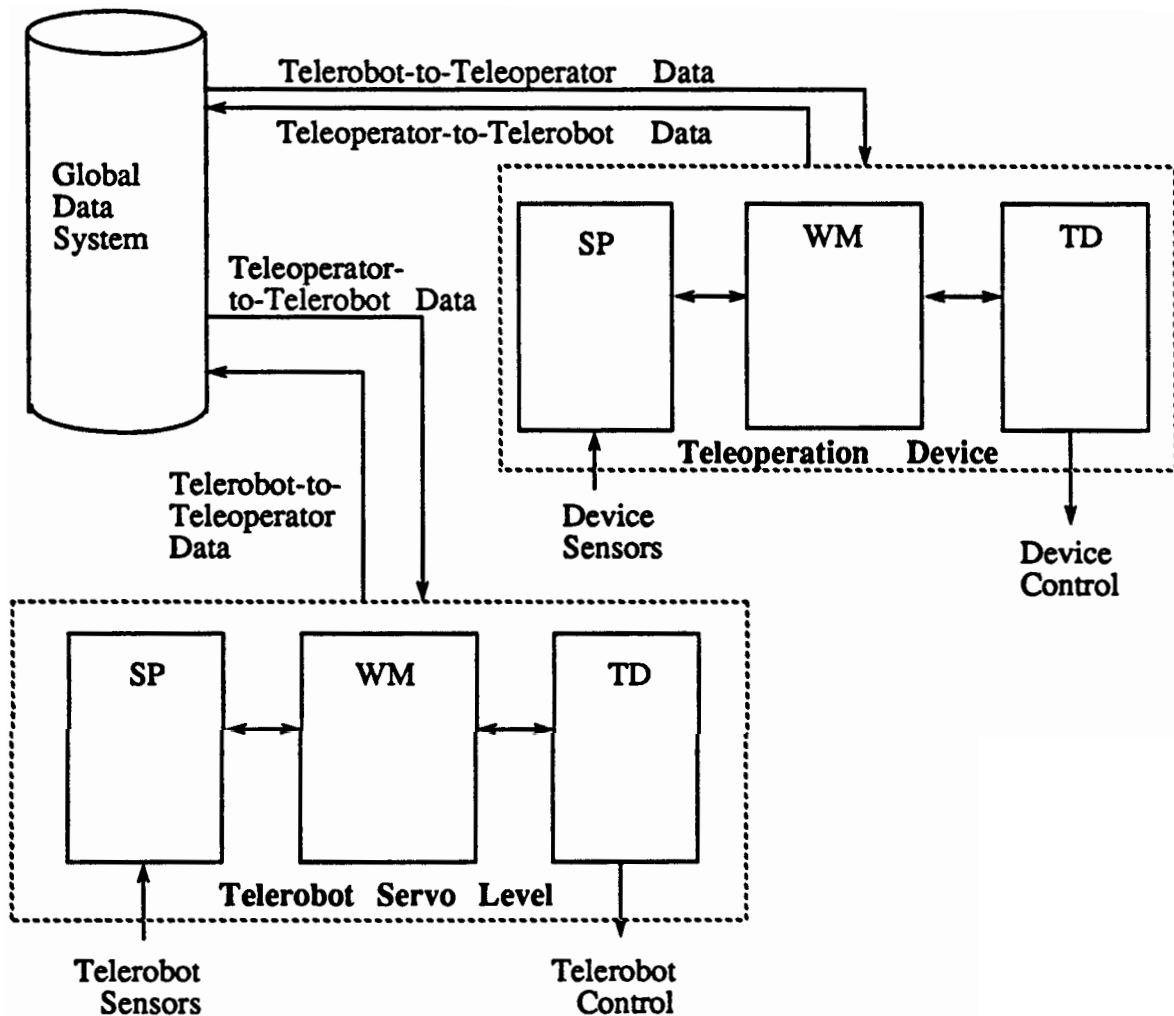 Telerobot-to-Teleoperator Data
Teleoperator-to-Telerobot Data
Global
Data
System
SP
WM
TD
Teleoperator-
to-Telerobot Data
Teleoperation Device
Telerobot-to-
Teleoperator
Data
Device
Sensors
Device
Control
SP
WM
TD
Telerobot Servo Level
Telerobot
Sensors
Telerobot
Control